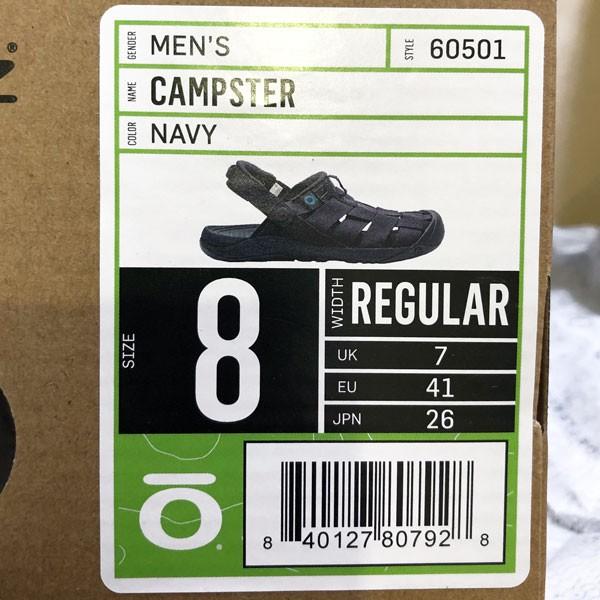 GENDER MEN'S STYLE 60501
NAME CAMPSTER
COLOR NAVY
SIZE 8 WIDTH REGULAR
UK 7
EU 41
JPN 26
8 40127 80792 8